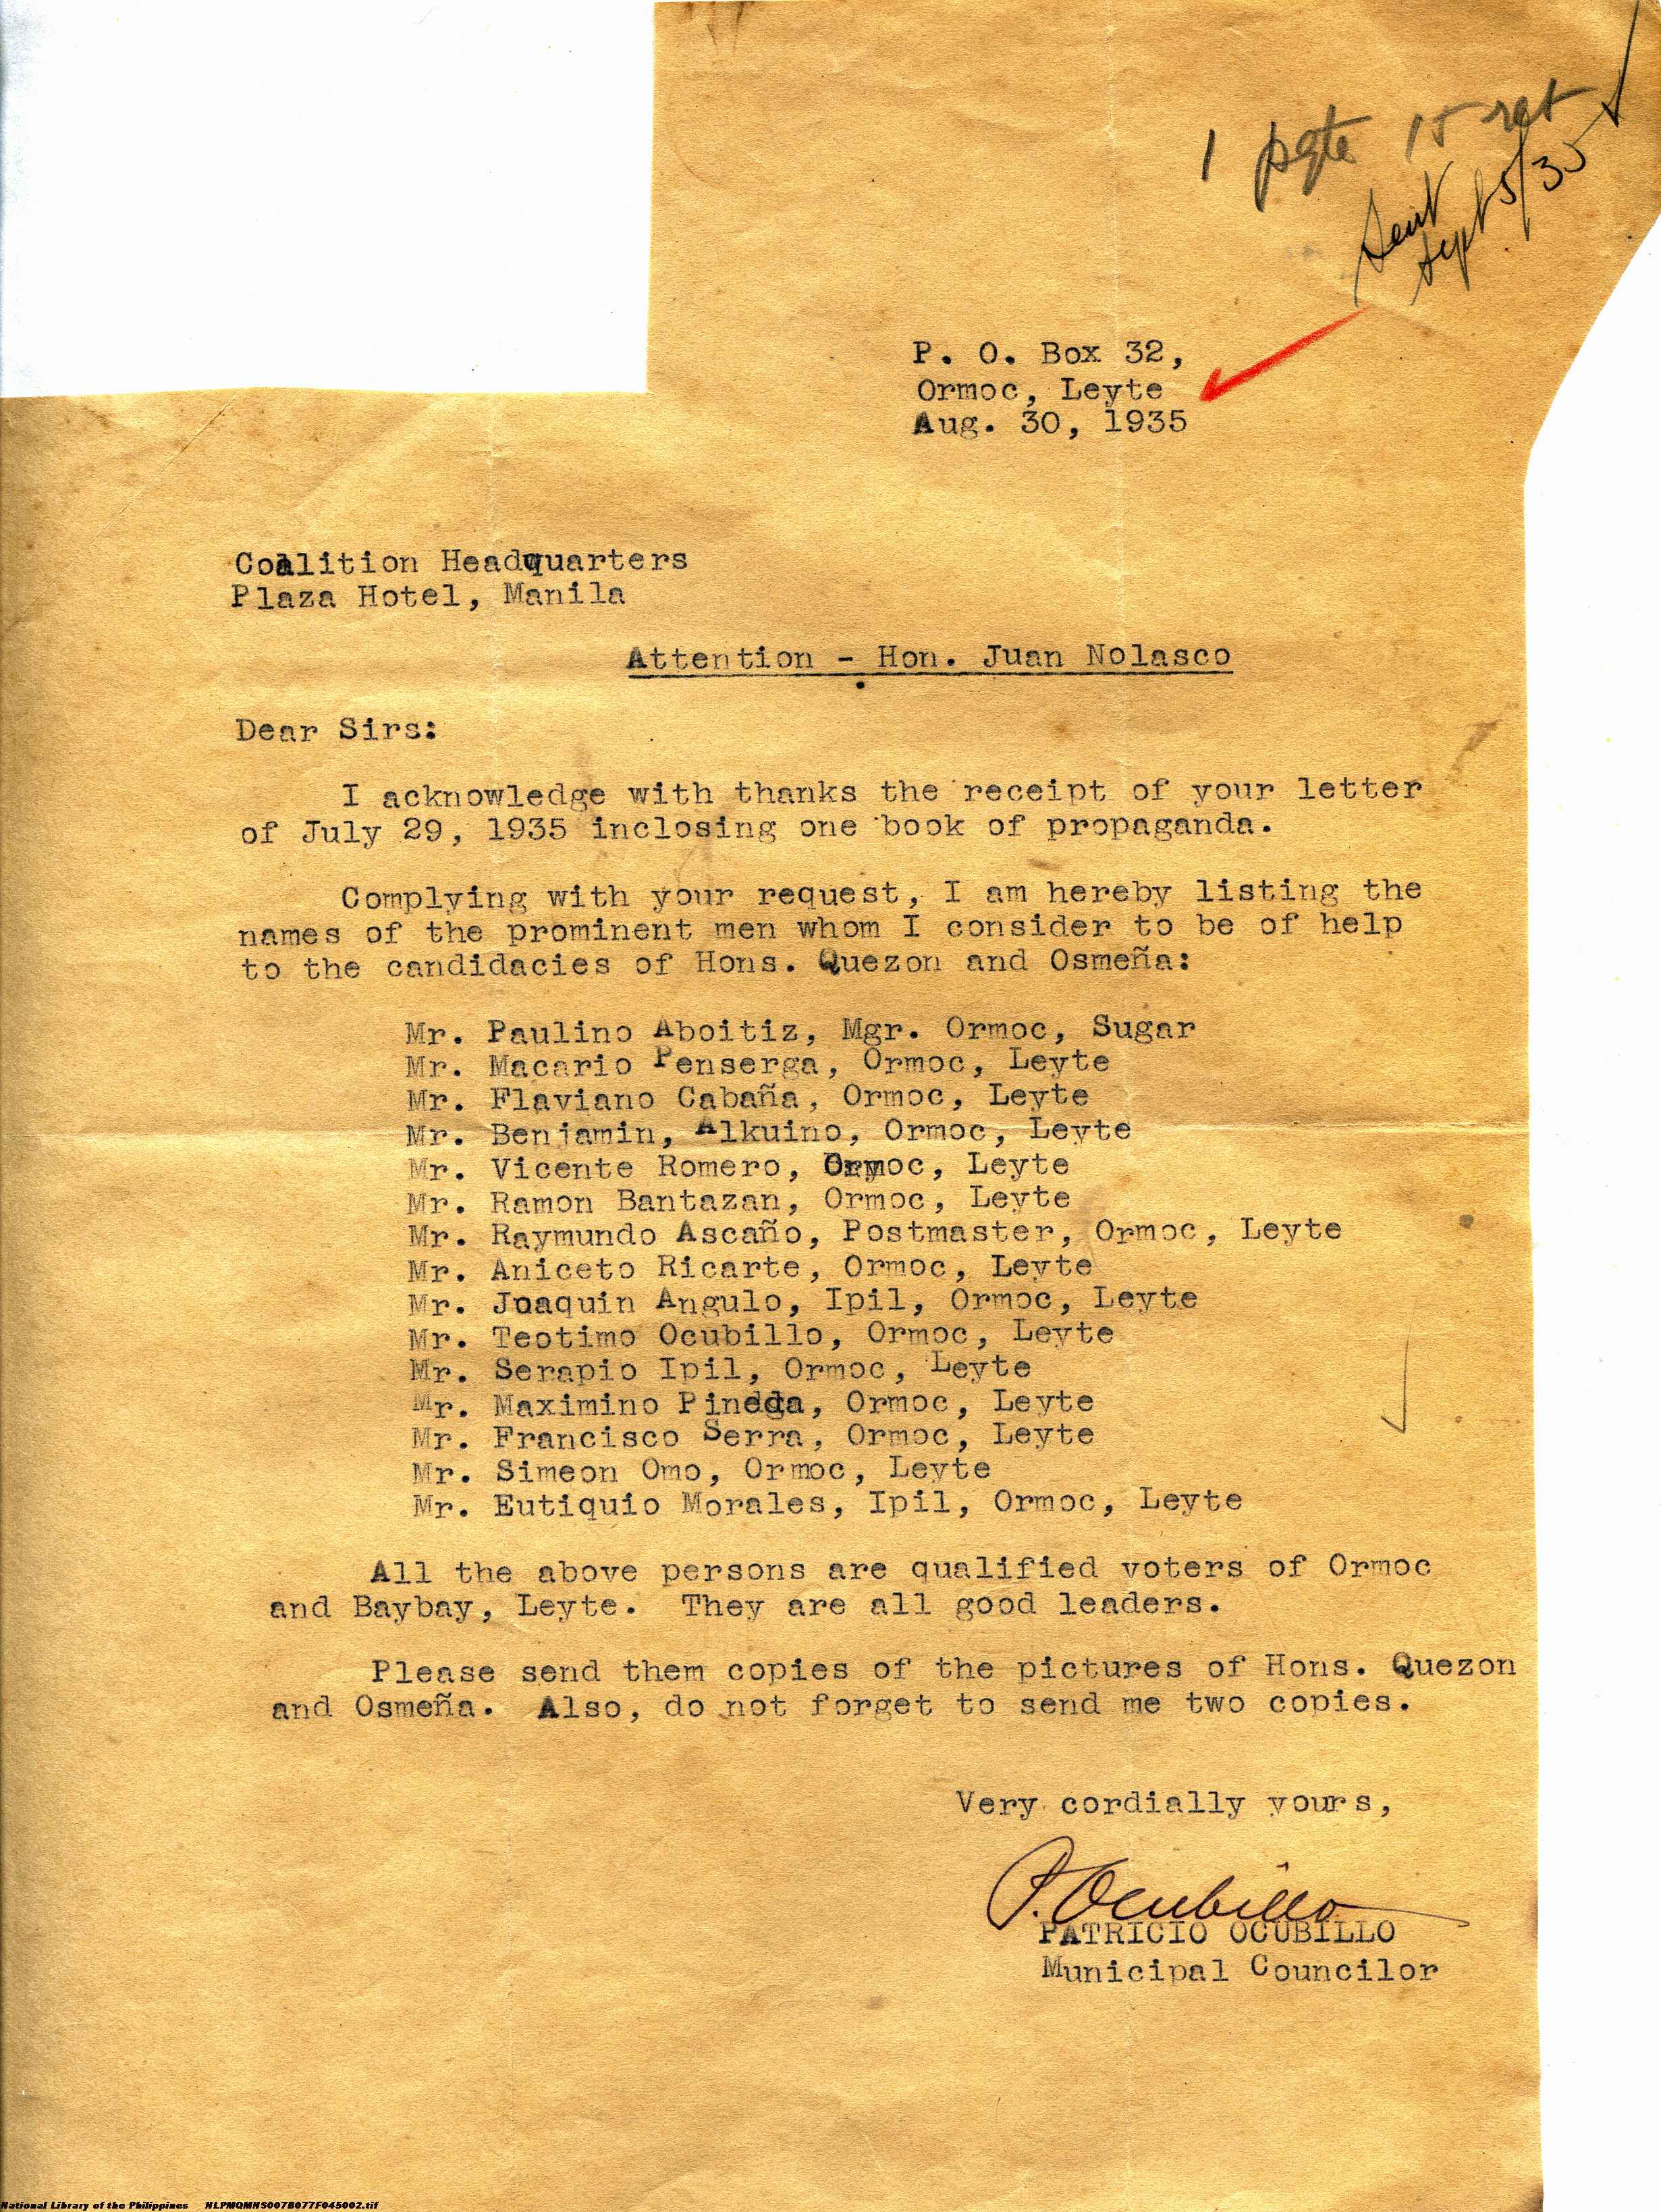 1 pqte 15 ret
Sent
Sept 5/35
P. O. Box 32,
Ormoc, Leyte
Aug. 30, 1935
Coalition Headquarters
Plaza Hotel, Manila
Attention - Hon. Juan Nolasco
Dear Sirs:
I acknowledge with thanks the receipt of your letter
of July 29, 1935 inclosing one book of propaganda.
Complying with your request, I am hereby listing the
names of the prominent men whom I consider to be of help
to the candidacies of Hons. Quezon and Osmeña:
Mr. Paulino Aboitiz, Mgr. Ormoc, Sugar
Mr. Macario Penserga, Ormoc, Leyte
Mr. Flaviano Cabaña, Ormoc, Leyte
Mr. Benjamin, Alkuino, Ormoc, Leyte
Mr. Vicente Romero, Ormoc, Leyte
Mr. Ramon Bantazan, Ormoc, Leyte
Mr. Raymundo Ascaño, Postmaster, Ormoc, Leyte
Mr. Aniceto Ricarte, Ormoc, Leyte
Mr. Joaquin Angulo, Ipil, Ormoc, Leyte
Mr. Teotimo Ocubillo, Ormoc, Leyte
Mr. Serapio Ipil, Ormoc, Leyte
Mr. Maximino Pineda, Ormoc, Leyte
Mr. Francisco Serra, Ormoc, Leyte
Mr. Simeon Omo, Ormoc, Leyte
Mr. Eutiquio Morales, Ipil, Ormoc, Leyte
All the above persons are qualified voters of Ormoc
and Baybay, Leyte. They are all good leaders.
Please send them copies of the pictures of Hons. Quezon
and Osmeña. Also, do not forget to send me two copies.
Very cordially yours,
P. Ocubillo
PATRICIO OCUBILLO
Municipal Councilor
National Library of the Philippines NLPMQMNS007B077F045002.tif